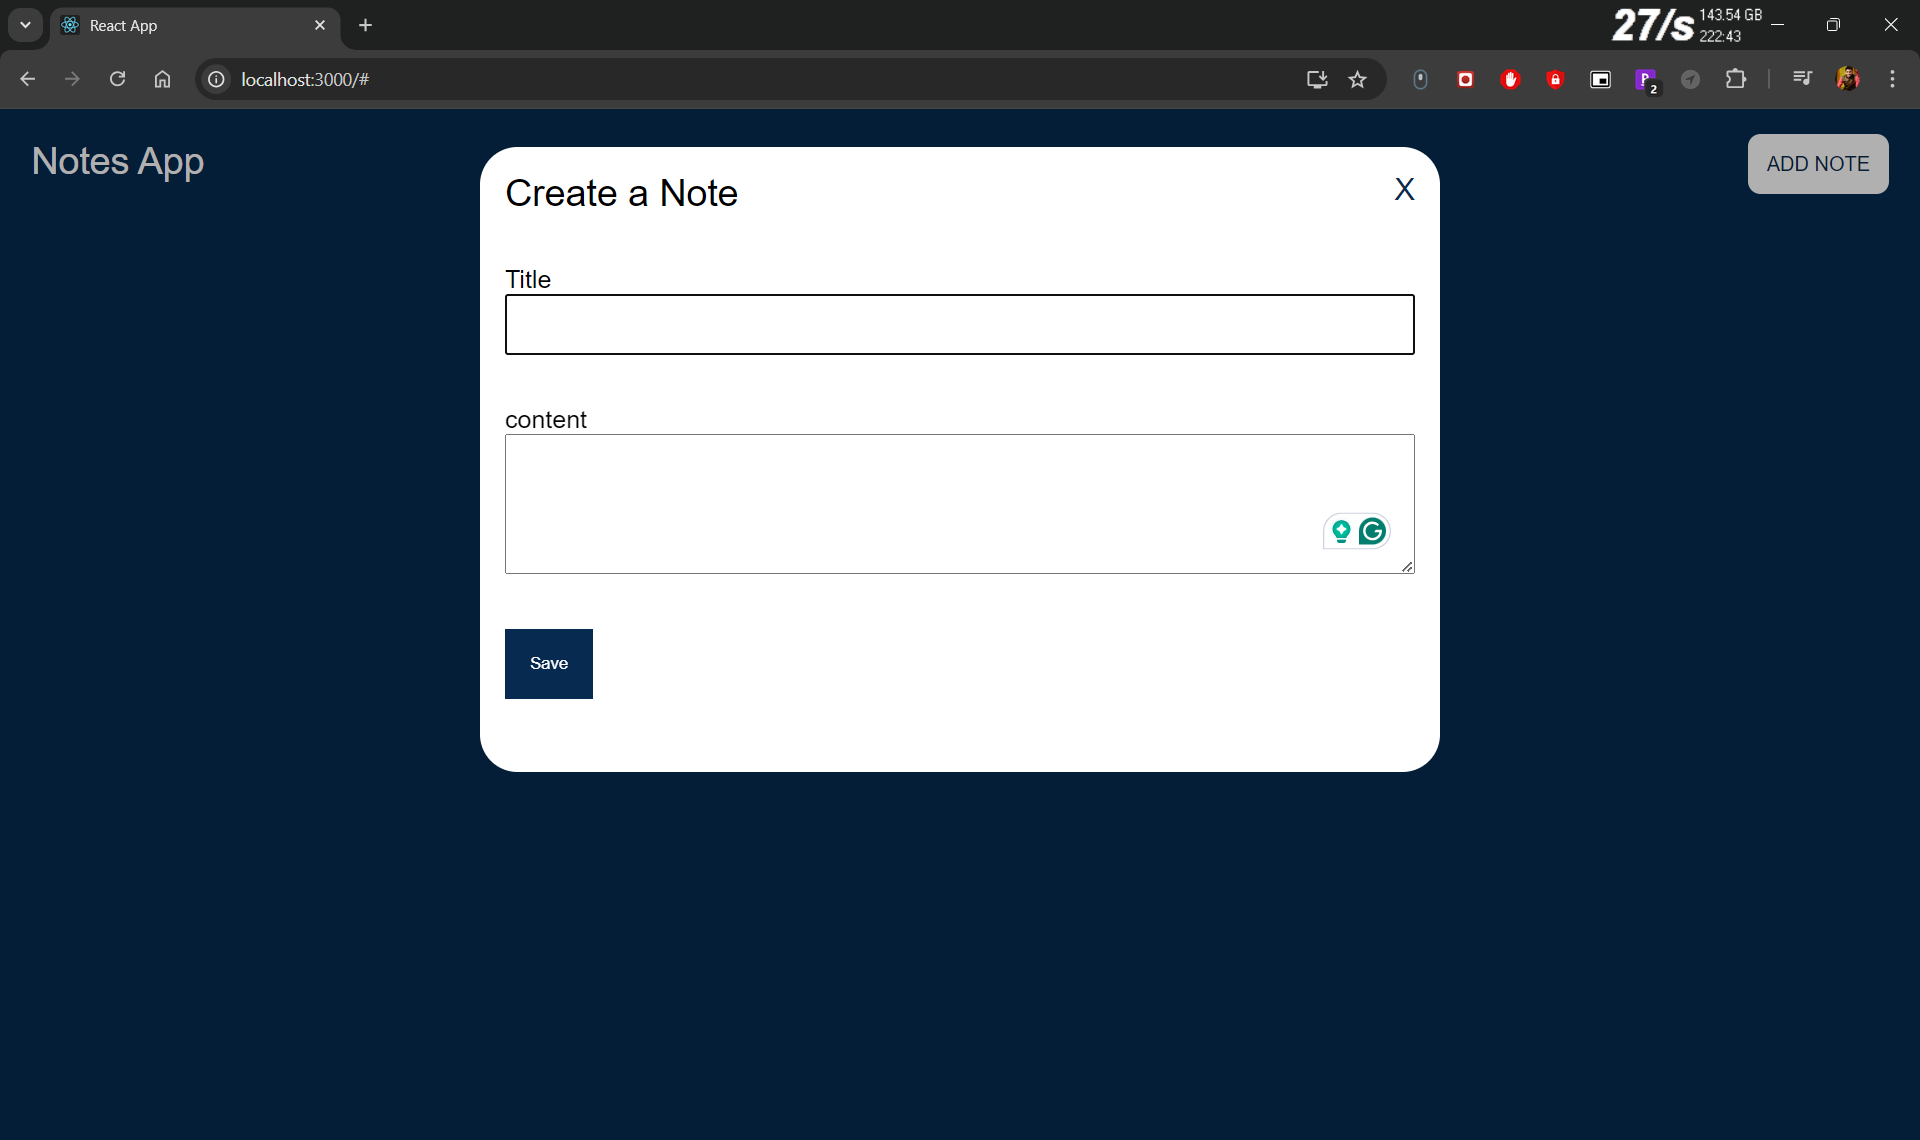 React App
27/s
143.54 GB
222:43
localhost:3000/#
2
Notes App
ADD NOTE
Create a Note
X
Title
content
Save